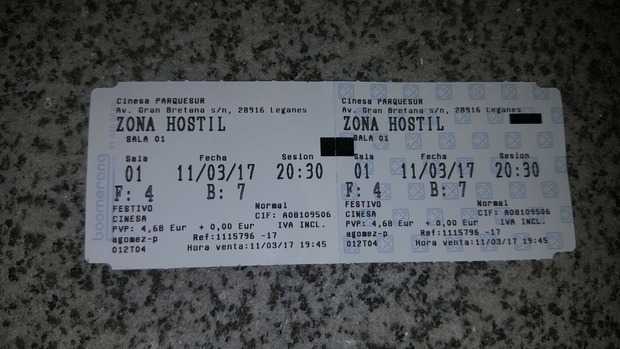 Cinesa PARQUESUR
Av. Gran Bretana s/n, 28916 Leganes
ZONA HOSTIL
SALA 01
Sala Fecha Sesion
01 11/03/17 20:30
F: 4 B: 7
FESTIVO Normal
CINESA CIF: A08109506
PVP: 4,68 Eur + 0,00 Eur IVA INCL.
agomez-p Ref:1115796 -17
012T04 Hora venta:11/03/17 19:45
boomerang
Cinesa PARQUESUR
Av. Gran Bretana s/n, 28916 Leganes
ZONA HOSTIL
SALA 01
Sala Fecha Sesion
01 11/03/17 20:30
F: 4 B: 7
FESTIVO Normal
CINESA CIF: A08109506
PVP: 4,68 Eur + 0,00 Eur IVA INCL.
agomez-p Ref:1115796 -17
012T04 Hora venta:11/03/17 19:45